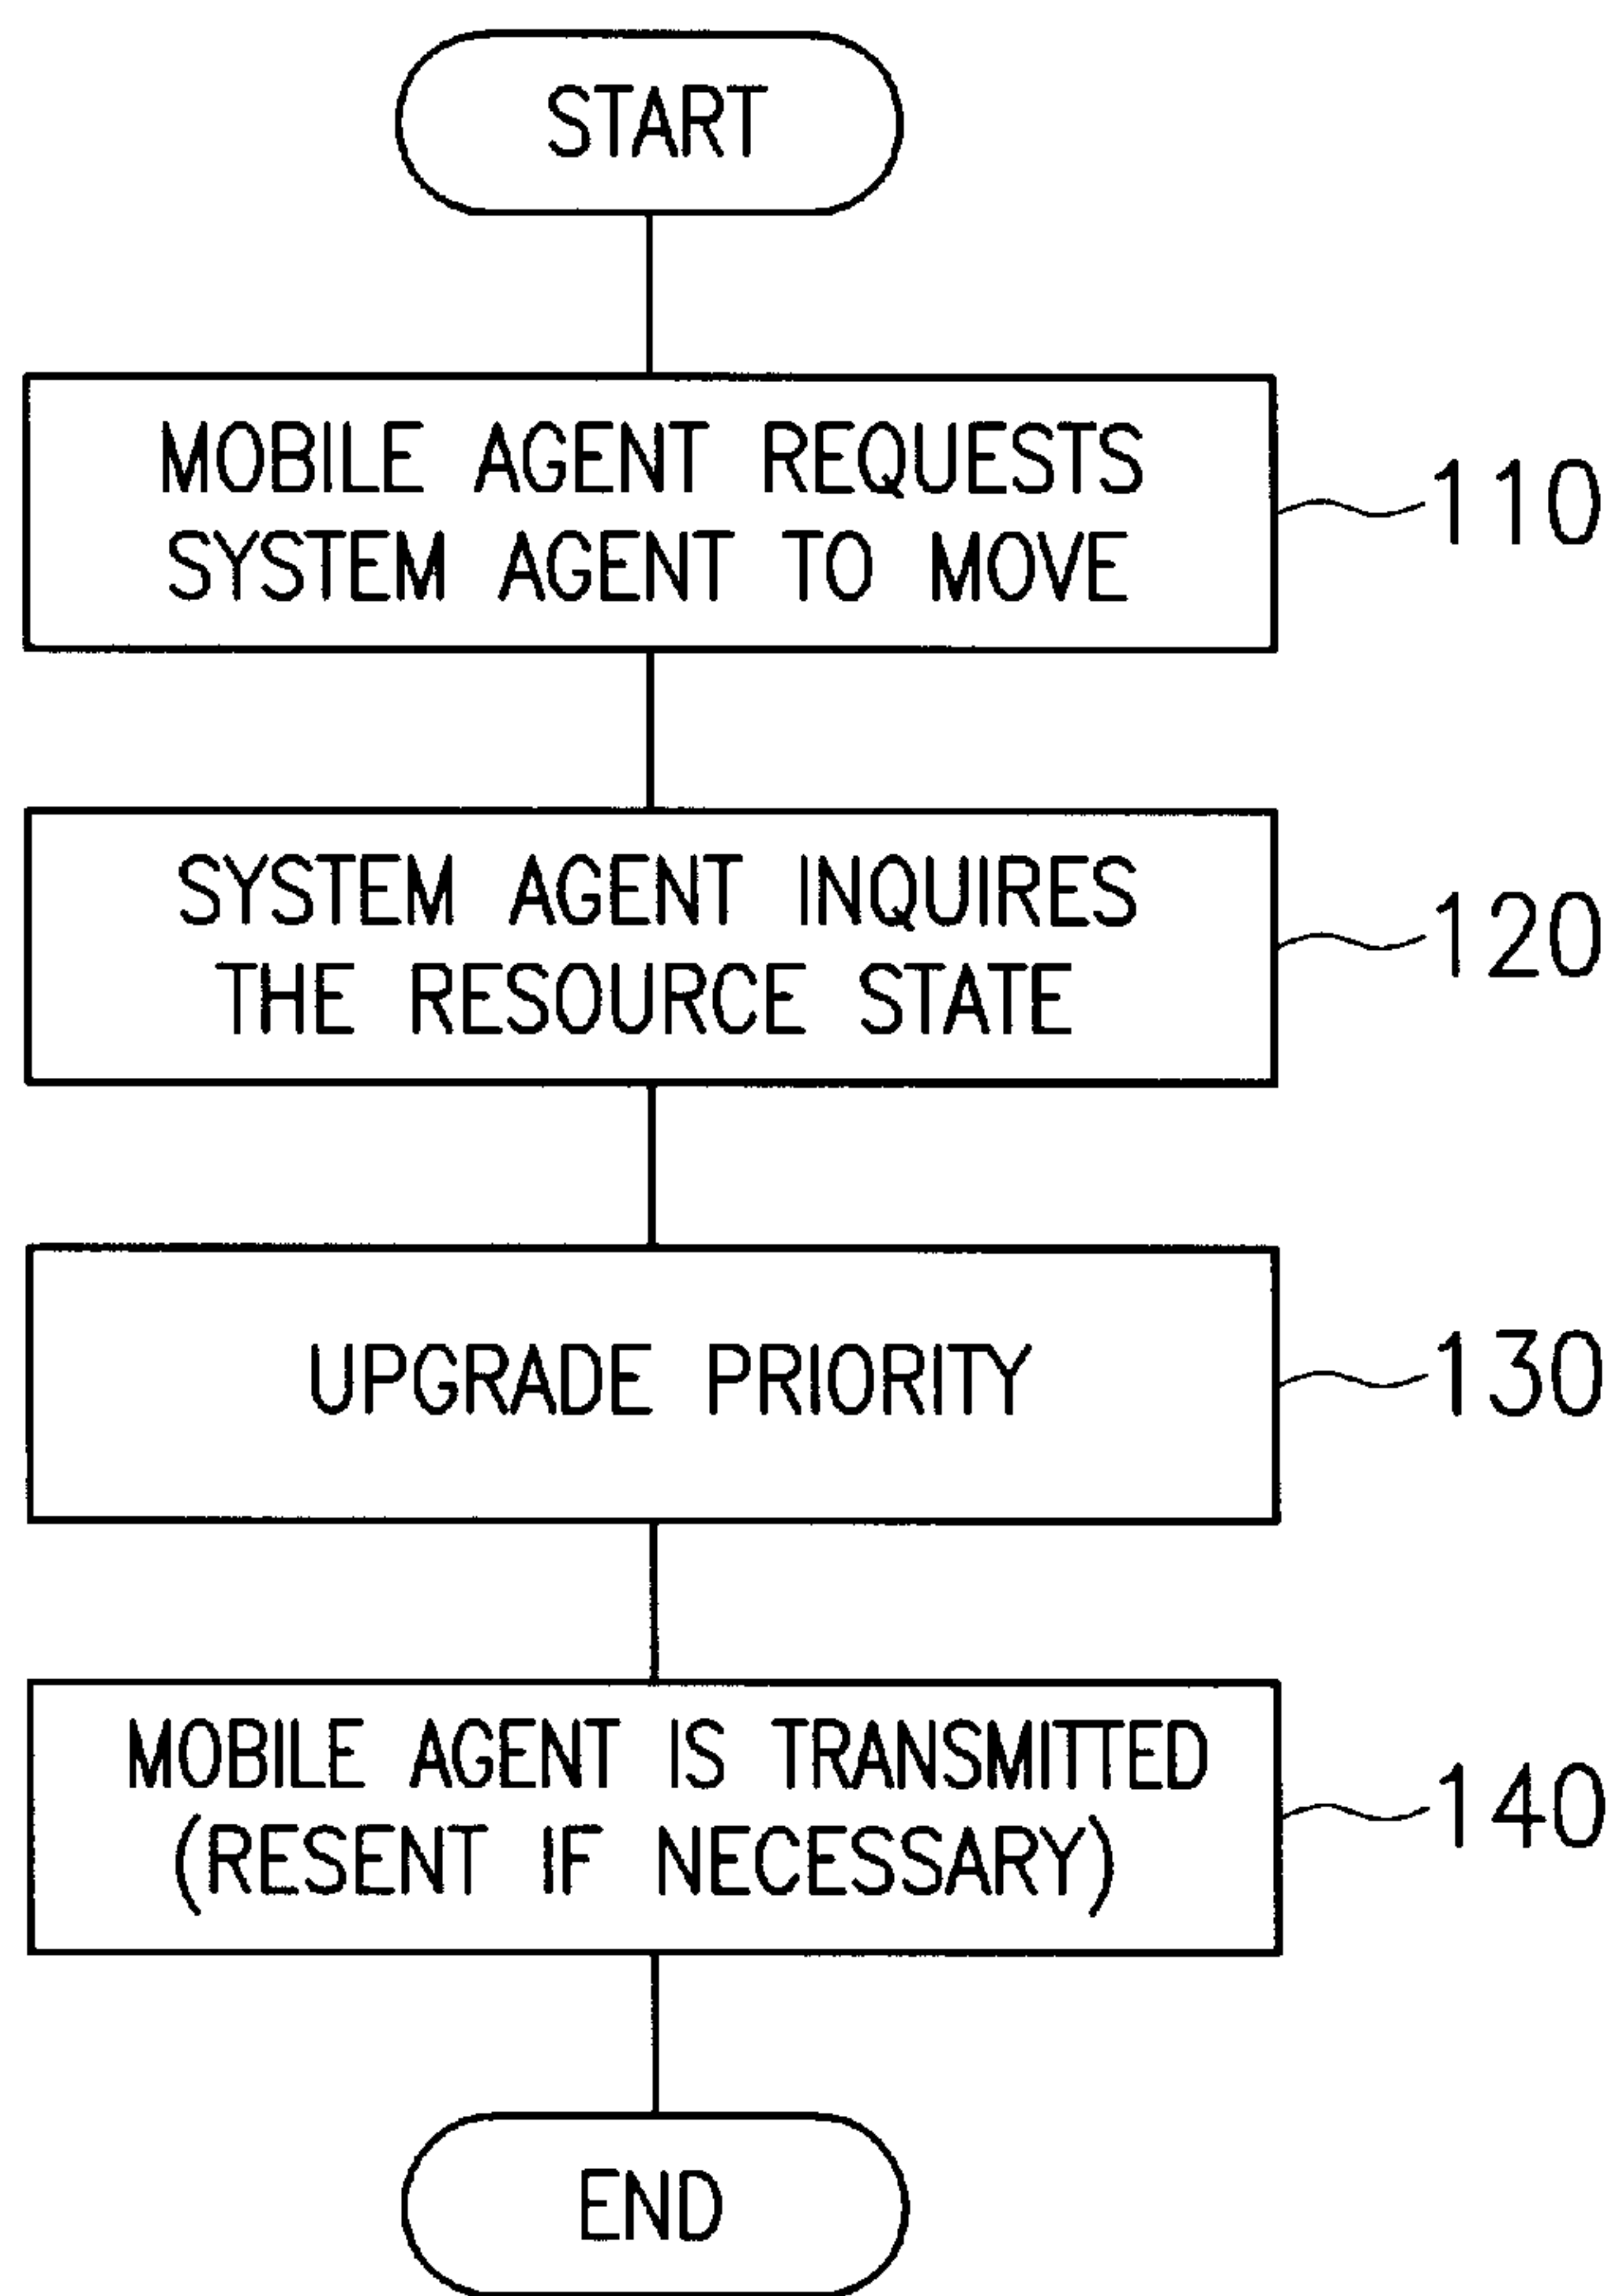 START
MOBILE AGENT REQUESTS
SYSTEM AGENT TO MOVE
110
SYSTEM AGENT INQUIRES
THE RESOURCE STATE
120
UPGRADE PRIORITY
130
MOBILE AGENT IS TRANSMITTED
(RESENT IF NECESSARY)
140
END